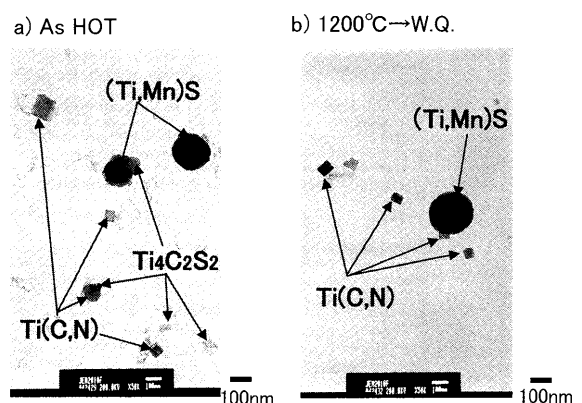 a) As HOT
b) 1200℃→W.Q.
(Ti,Mn)S
Ti4C2S2
Ti(C,N)
(Ti,Mn)S
Ti(C,N)
100nm
100nm